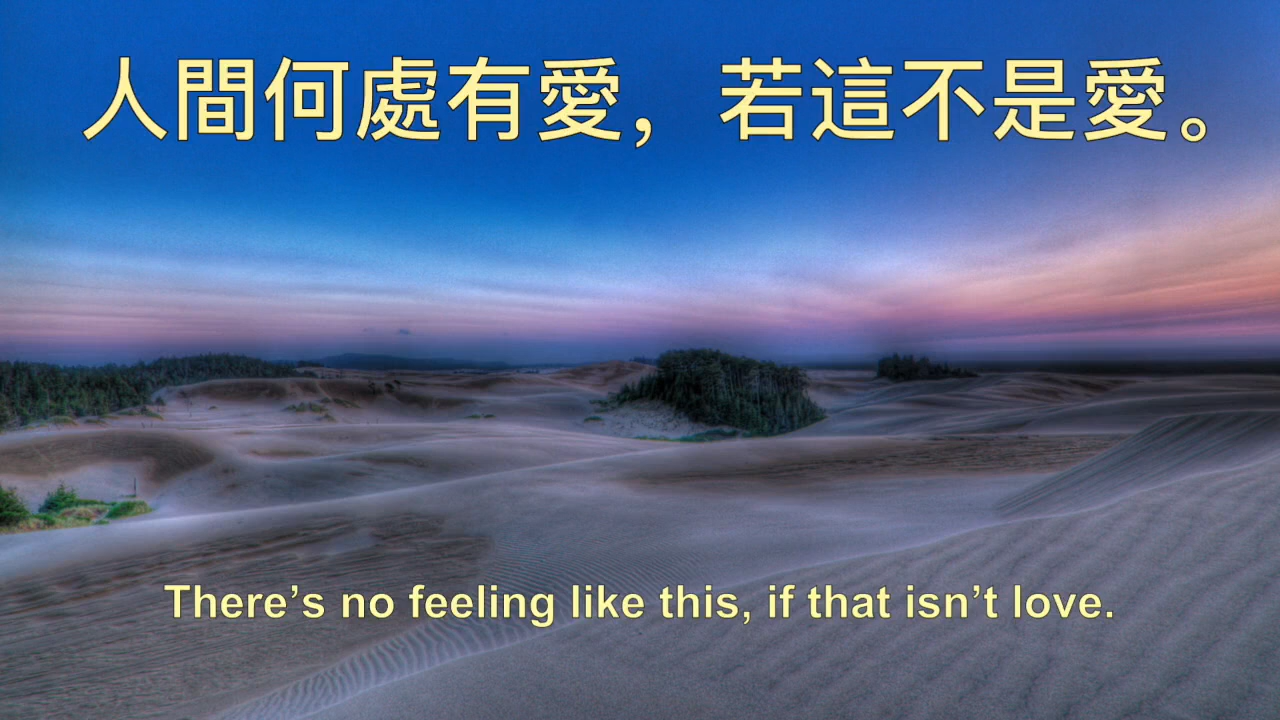 人間何處有愛，若這不是愛。
There’s no feeling like this, if that isn’t love.